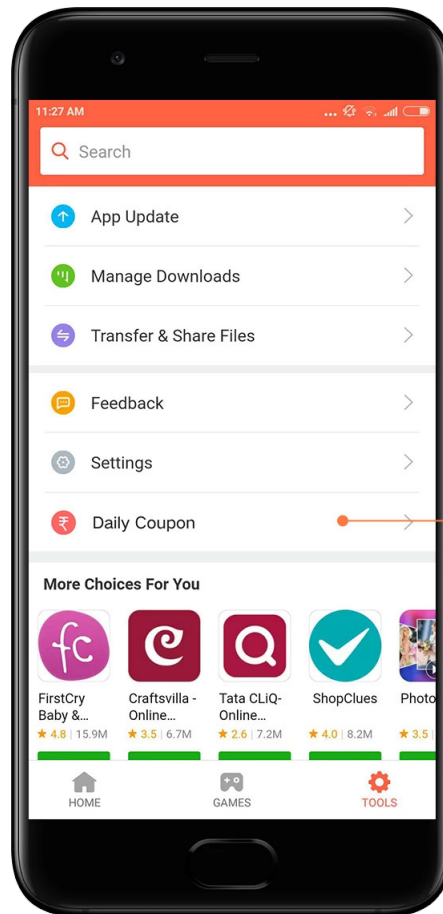 11:27 AM
Search
App Update
Manage Downloads
Transfer & Share Files
Feedback
Settings
₹ Daily Coupon
More Choices For You
fc
e
Q
FirstCry
Baby &...
Craftsvilla -
Online...
Tata CLiQ-
Online...
ShopClues
Photo
★ 4.8 | 15.9M
★ 3.5 | 6.7M
★ 2.6 | 7.2M
★ 4.0 | 8.2M
★ 3.5 |
HOME
GAMES
TOOLS